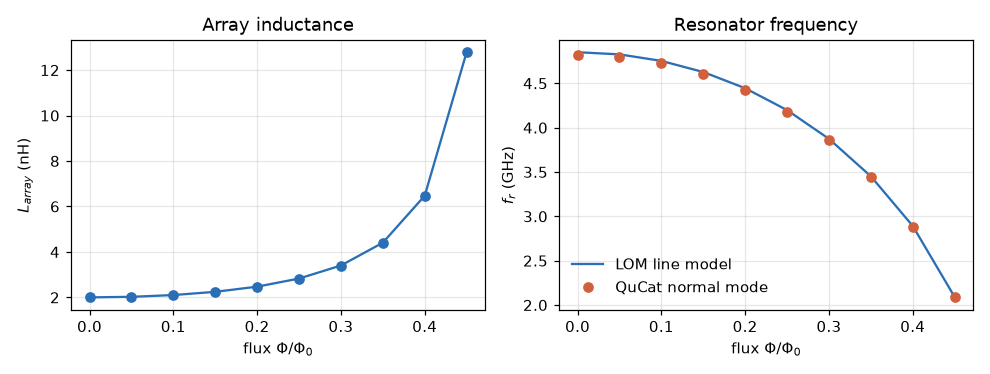 Array inductance
L_array (nH)
12
10
8
6
4
2
0.0 0.1 0.2 0.3 0.4
flux Φ/Φ₀
Resonator frequency
f_r (GHz)
4.5
4.0
3.5
3.0
2.5
2.0
LOM line model
QuCat normal mode
0.0 0.1 0.2 0.3 0.4
flux Φ/Φ₀